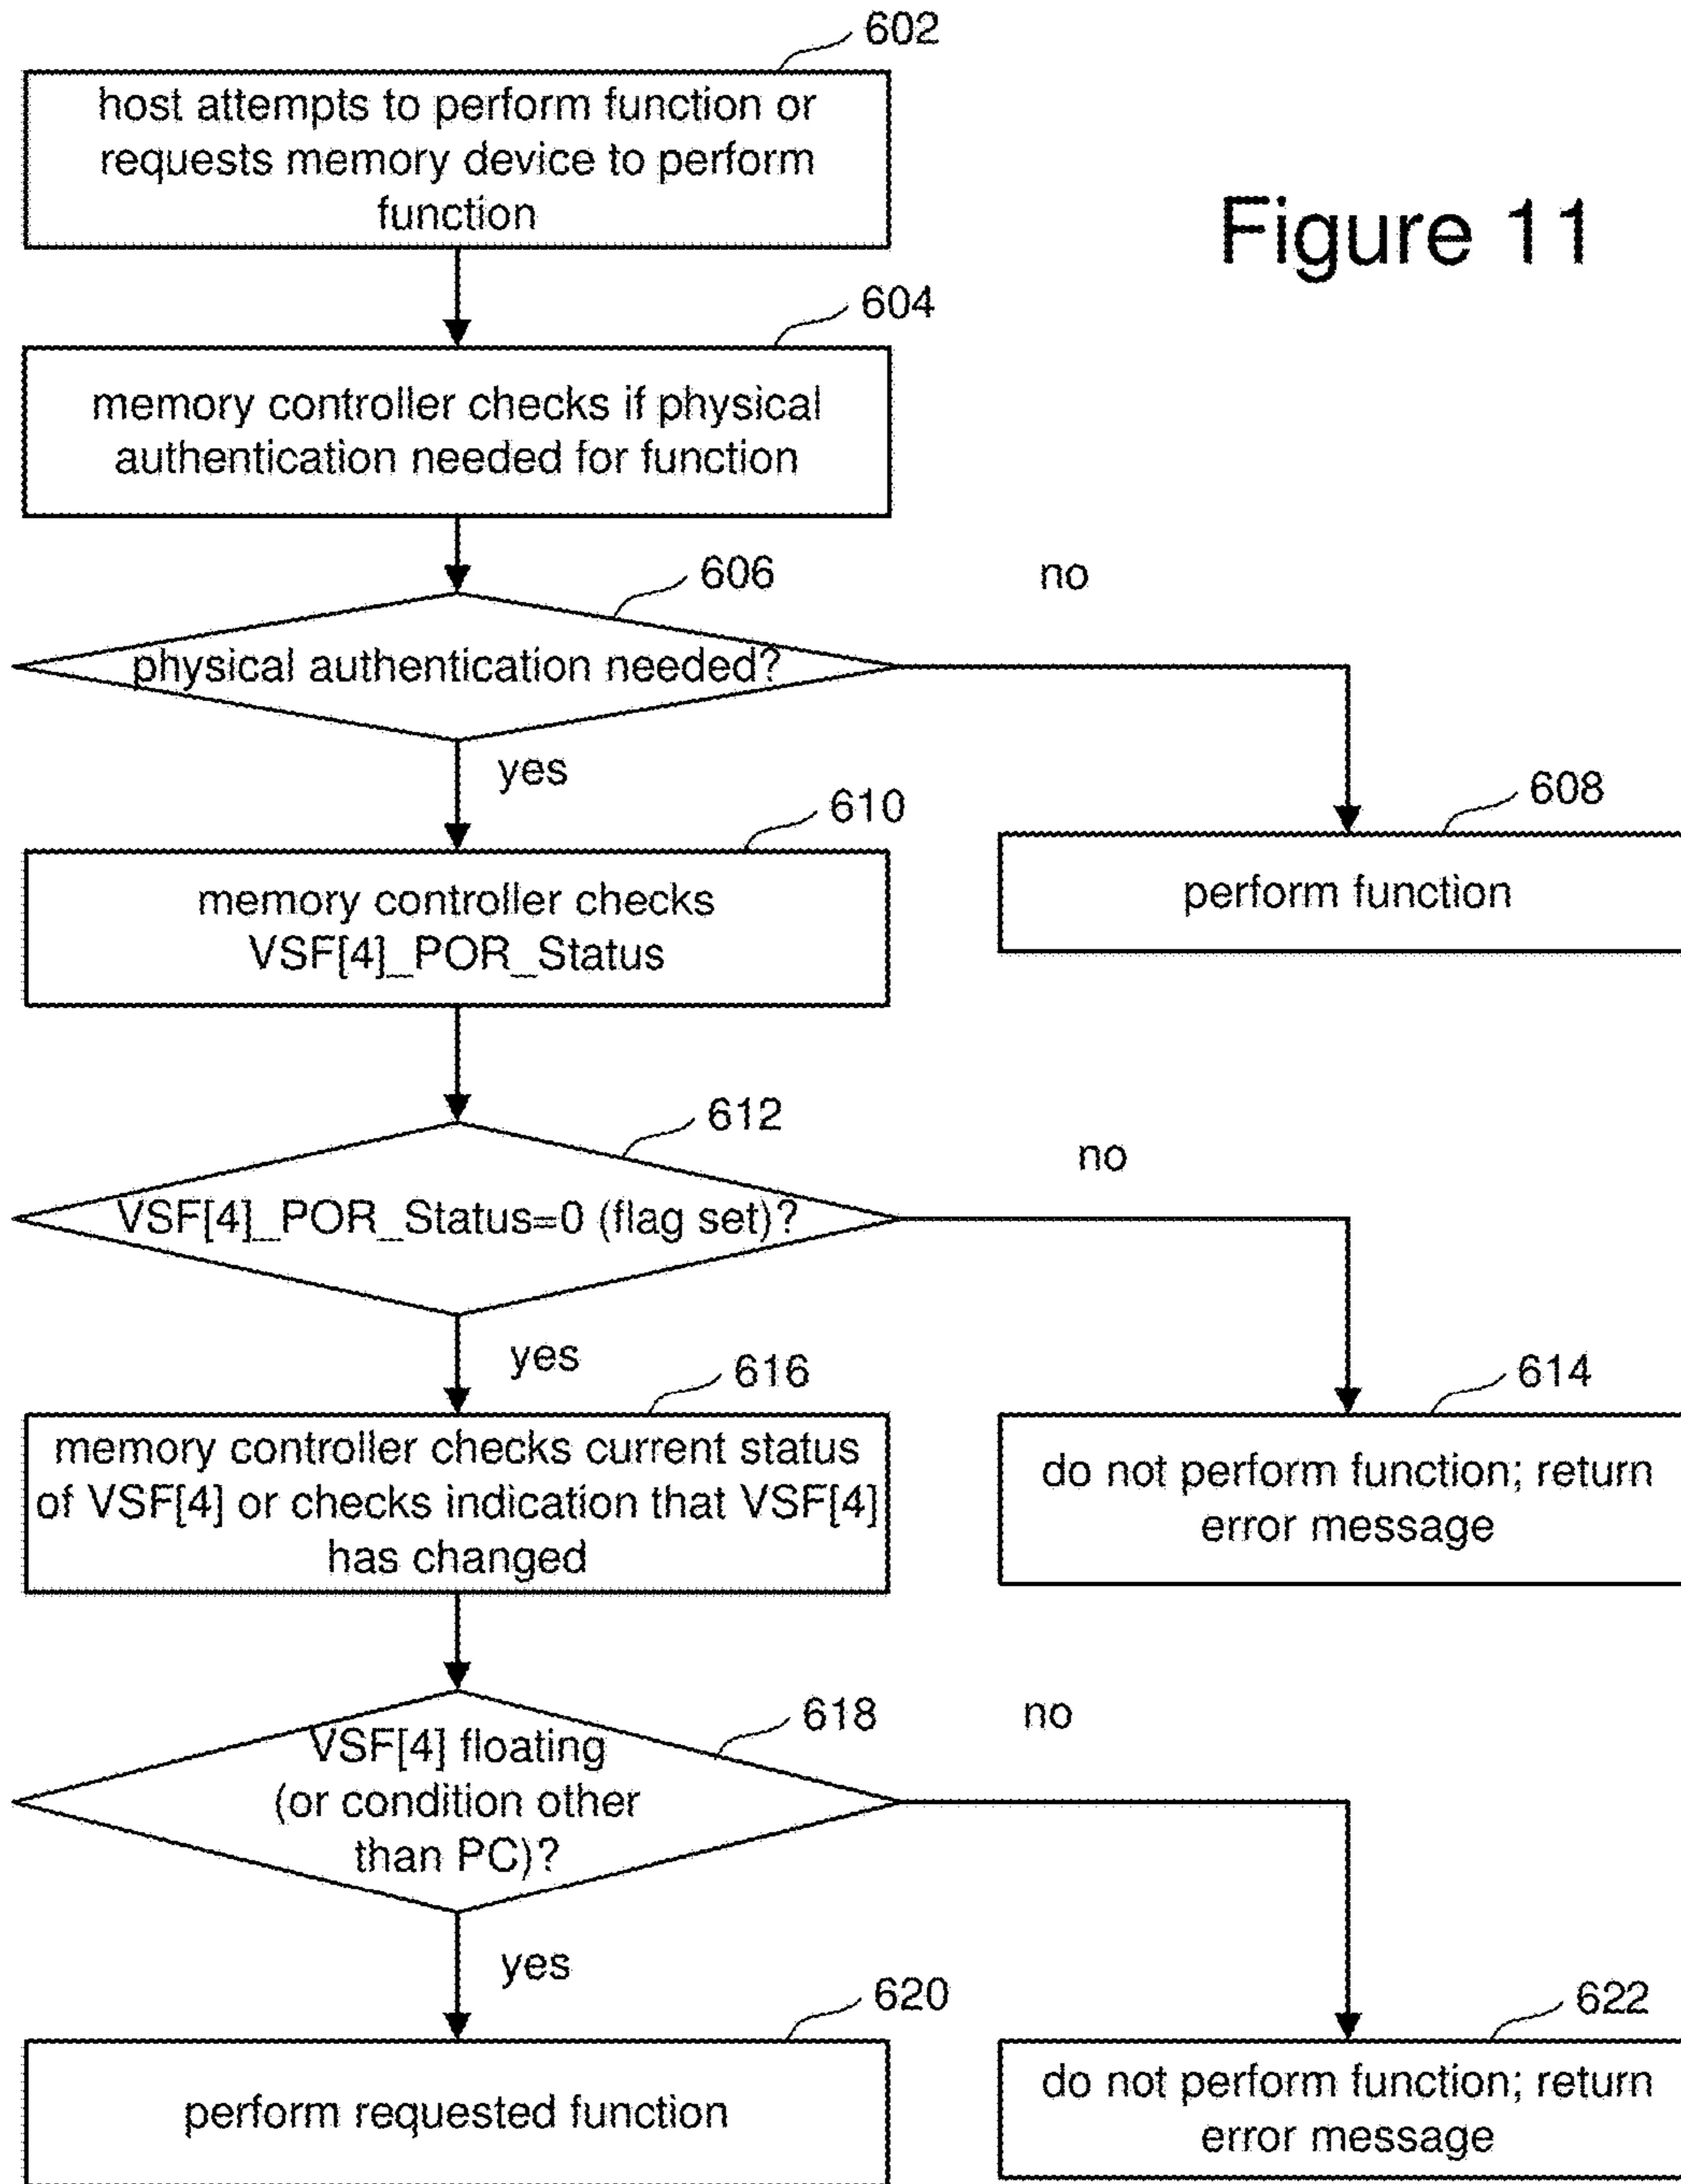 602
host attempts to perform function or
requests memory device to perform
function
Figure 11
604
memory controller checks if physical
authentication needed for function
606
no
physical authentication needed?
yes
608
610
perform function
memory controller checks
VSF[4]_POR_Status
612
no
VSF[4]_POR_Status=0 (flag set)?
yes
614
616
do not perform function; return
error message
memory controller checks current status
of VSF[4] or checks indication that VSF[4]
has changed
618
no
VSF[4] floating
(or condition other
than PC)?
yes
620
622
perform requested function
do not perform function; return
error message